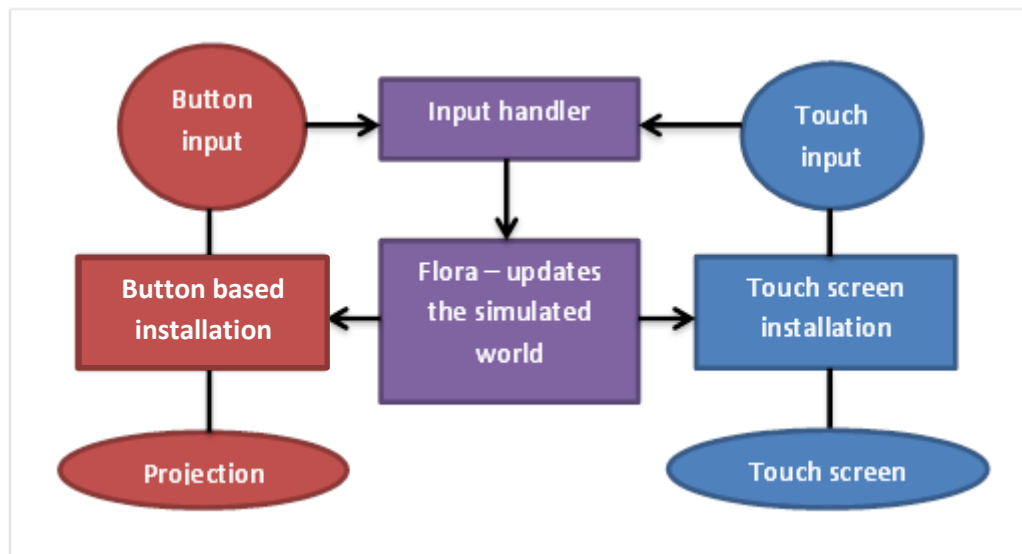 Button
input
Input handler
Touch
input
Button based
installation
Flora – updates
the simulated
world
Touch screen
installation
Projection
Touch screen